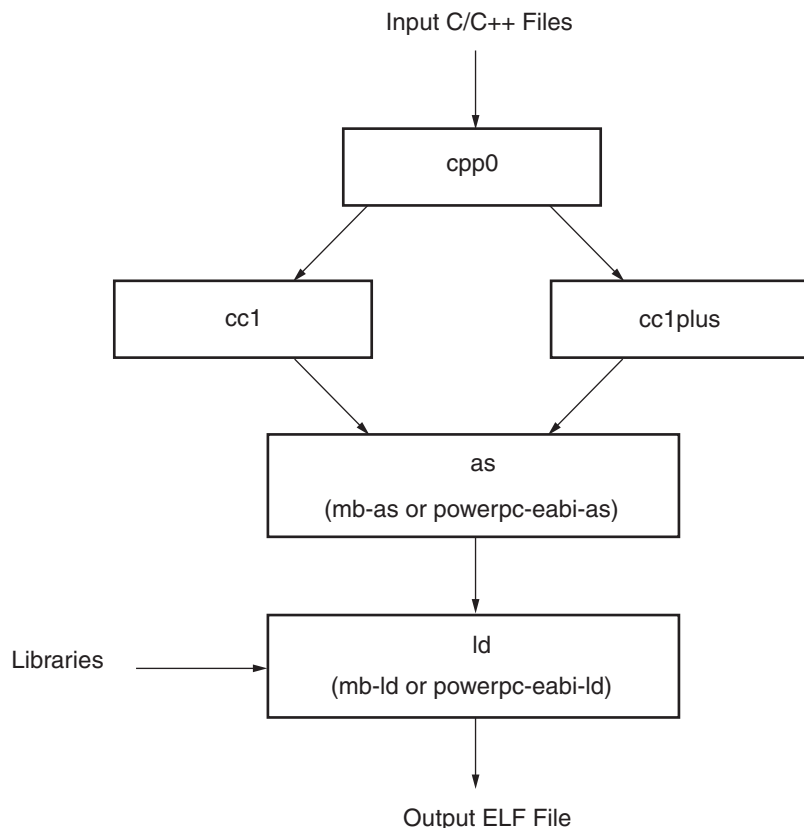 Input C/C++ Files
cpp0
cc1
cc1plus
as
(mb-as or powerpc-eabi-as)
Libraries
ld
(mb-ld or powerpc-eabi-ld)
Output ELF File